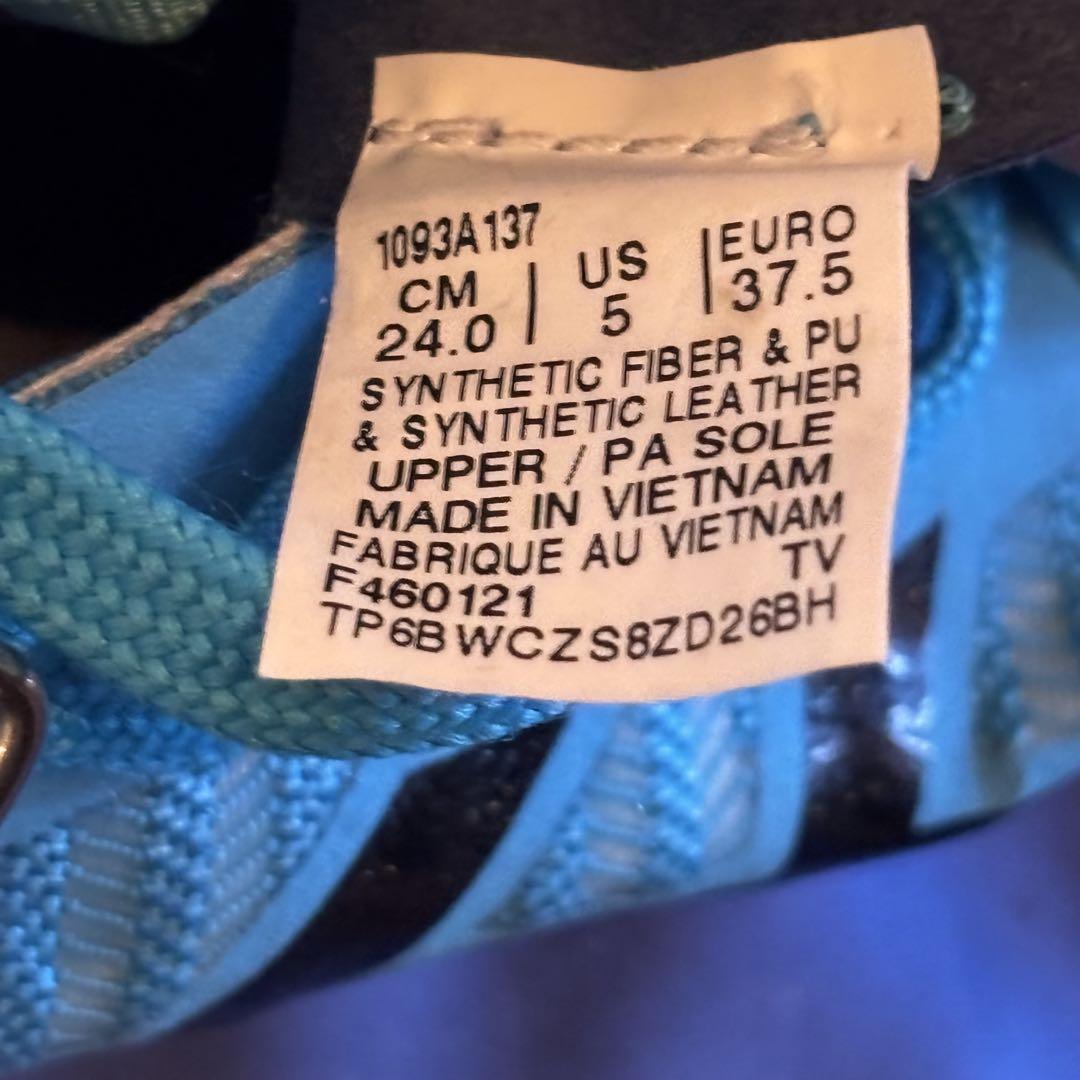 1093A137
CM | US | EURO
24.0 | 5 | 37.5
SYNTHETIC FIBER & PU
& SYNTHETIC LEATHER
UPPER / PA SOLE
MADE IN VIETNAM
FABRIQUE AU VIETNAM
F460121 TV
TP6BWCZS8ZD26BH